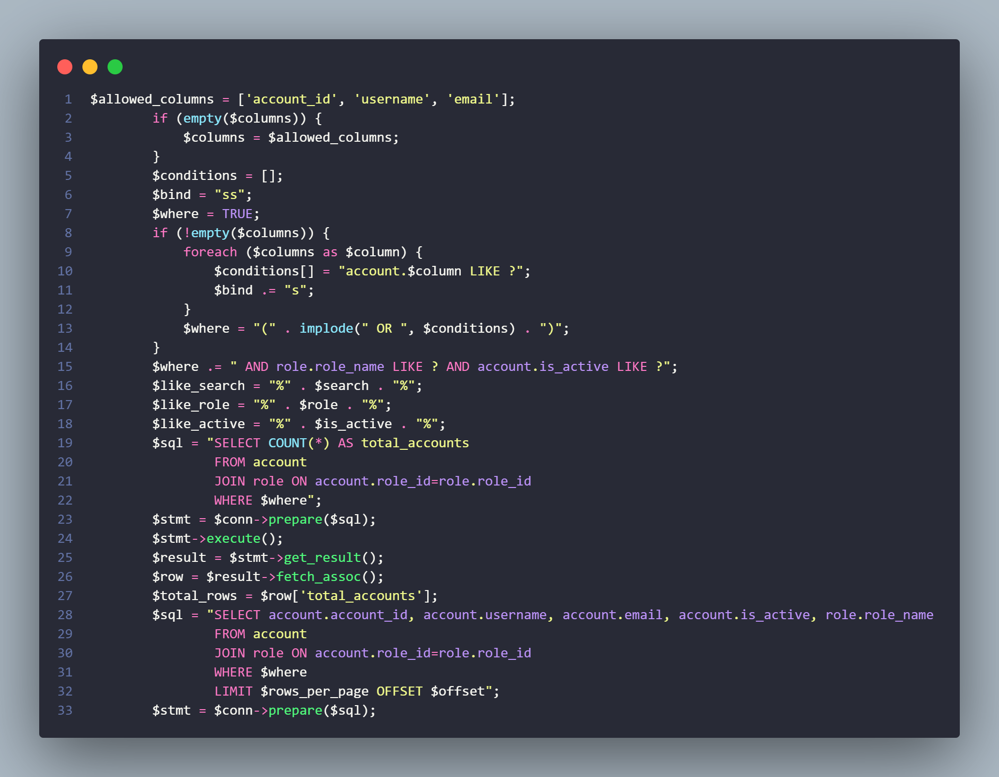 1 $allowed_columns = ['account_id', 'username', 'email'];
2         if (empty($columns)) {
3             $columns = $allowed_columns;
4         }
5         $conditions = [];
6         $bind = "ss";
7         $where = TRUE;
8         if (!empty($columns)) {
9             foreach ($columns as $column) {
10                 $conditions[] = "account.$column LIKE ?";
11                 $bind .= "s";
12             }
13             $where = "(" . implode(" OR ", $conditions) . ")";
14         }
15         $where .= " AND role.role_name LIKE ? AND account.is_active LIKE ?";
16         $like_search = "%" . $search . "%";
17         $like_role = "%" . $role . "%";
18         $like_active = "%" . $is_active . "%";
19         $sql = "SELECT COUNT(*) AS total_accounts
20                 FROM account
21                 JOIN role ON account.role_id=role.role_id
22                 WHERE $where";
23         $stmt = $conn->prepare($sql);
24         $stmt->execute();
25         $result = $stmt->get_result();
26         $row = $result->fetch_assoc();
27         $total_rows = $row['total_accounts'];
28         $sql = "SELECT account.account_id, account.username, account.email, account.is_active, role.role_name
29                 FROM account
30                 JOIN role ON account.role_id=role.role_id
31                 WHERE $where
32                 LIMIT $rows_per_page OFFSET $offset";
33         $stmt = $conn->prepare($sql);